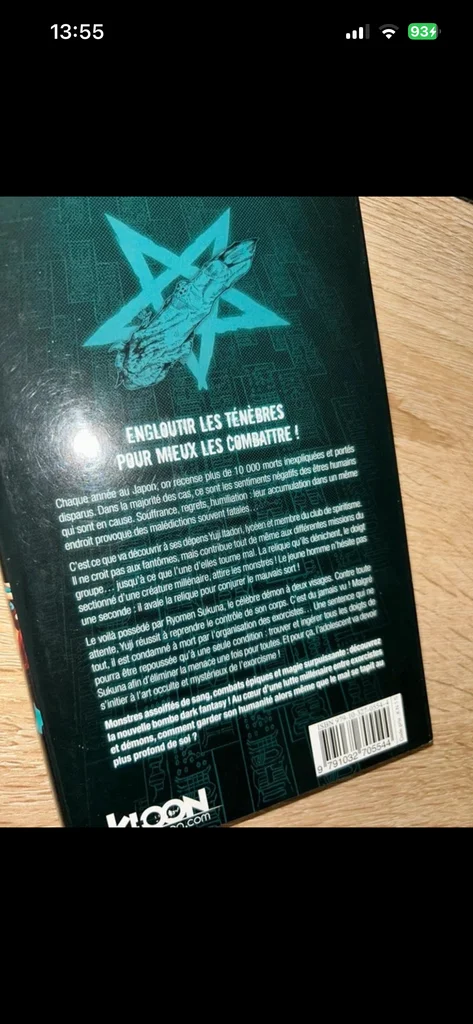 13:55
93
ENGLOUTIR LES TÉNÈBRES
POUR MIEUX LES COMBATTRE !
Chaque année au Japon, on recense plus de 10 000 morts inexpliquées et portés
disparus. Dans la majorité des cas, ce sont les sentiments négatifs des êtres humains
qui sont en cause. Souffrance, regrets, humiliation : leur accumulation dans un même
endroit provoque des malédictions souvent fatales...
C'est ce que va découvrir à ses dépens Yuji Itadori, lycéen et membre du club de spiritisme.
Il ne croit pas aux fantômes, mais contribue tout de même aux différentes missions du
groupe... jusqu'à ce que l'une d'elles tourne mal. La relique qu'ils dénichent, le doigt
sectionné d'une créature millénaire, attire les monstres ! Le jeune homme n'hésite pas
une seconde : il avale la relique pour conjurer le mauvais sort !
Le voilà possédé par Ryomen Sukuna, le célèbre démon à deux visages. Contre toute
attente, Yuji réussit à reprendre le contrôle de son corps. C'est du jamais vu ! Malgré
tout, il est condamné à mort par l'organisation des exorcistes... Une sentence qui ne
pourra être repoussée qu'à une seule condition : trouver et ingérer tous les doigts de
Sukuna afin d'éliminer la menace une fois pour toutes. Et pour ça, l'adolescent va devoir
s'initier à l'art occulte et mystérieux de l'exorcisme !
Monstres assoiffés de sang, combats épiques et magie surpuissante : découvrez
la nouvelle bombe dark fantasy ! Au cœur d'une lutte millénaire entre exorcistes
et démons, comment garder son humanité alors même que le mal se tapit au
plus profond de soi ?
9 791032 705544
KI-OON
.com